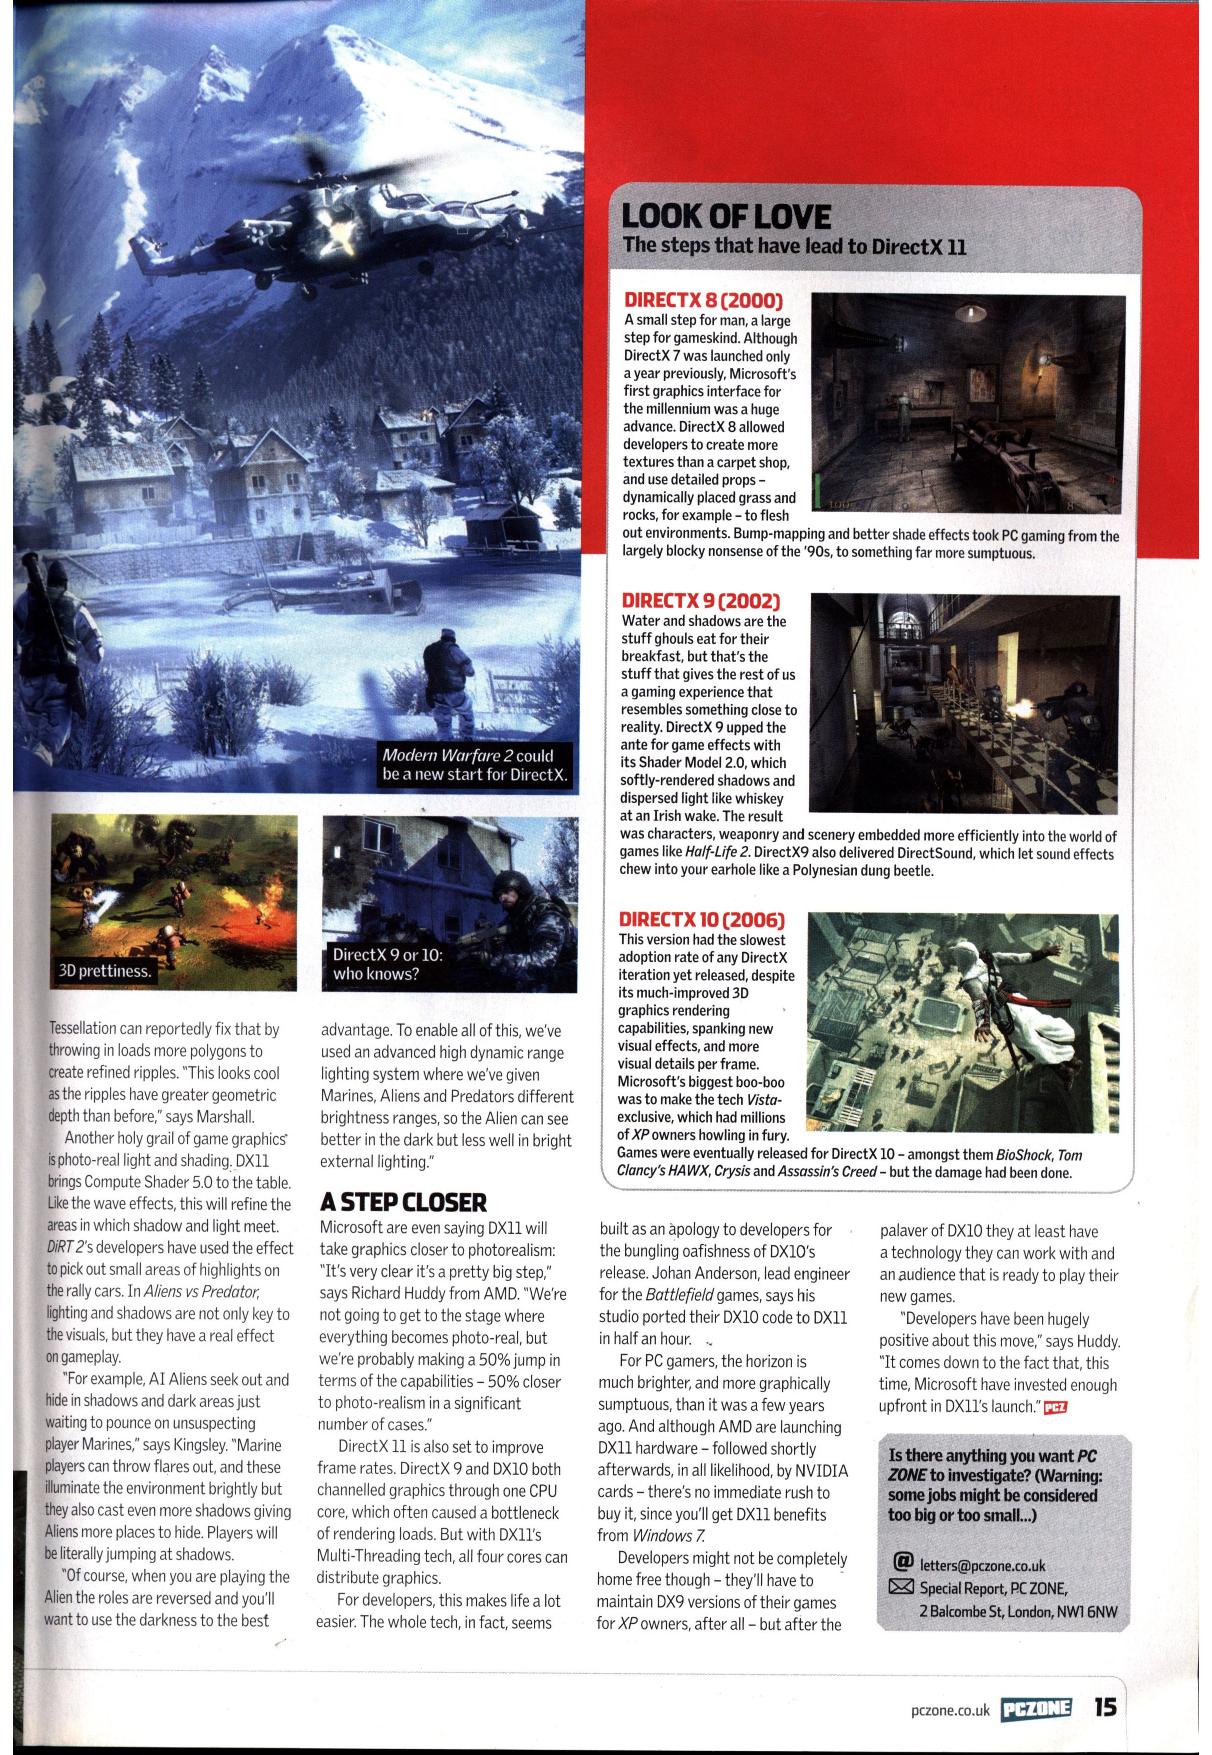 Modern Warfare 2 could
be a new start for DirectX.
3D prettiness.
DirectX 9 or 10:
who knows?
Tessellation can reportedly fix that by
throwing in loads more polygons to
create refined ripples. "This looks cool
as the ripples have greater geometric
depth than before," says Marshall.
Another holy grail of game graphics
is photo-real light and shading. DX11
brings Compute Shader 5.0 to the table.
Like the wave effects, this will refine the
areas in which shadow and light meet.
DiRT 2's developers have used the effect
to pick out small areas of highlights on
the rally cars. In Aliens vs Predator,
lighting and shadows are not only key to
the visuals, but they have a real effect
on gameplay.
"For example, AI Aliens seek out and
hide in shadows and dark areas just
waiting to pounce on unsuspecting
player Marines," says Kingsley. "Marine
players can throw flares out, and these
illuminate the environment brightly but
they also cast even more shadows giving
Aliens more places to hide. Players will
be literally jumping at shadows.
"Of course, when you are playing the
Alien the roles are reversed and you'll
want to use the darkness to the best
advantage. To enable all of this, we've
used an advanced high dynamic range
lighting system where we've given
Marines, Aliens and Predators different
brightness ranges, so the Alien can see
better in the dark but less well in bright
external lighting."
A STEP CLOSER
Microsoft are even saying DX11 will
take graphics closer to photorealism:
"It's very clear it's a pretty big step,"
says Richard Huddy from AMD. "We're
not going to get to the stage where
everything becomes photo-real, but
we're probably making a 50% jump in
terms of the capabilities – 50% closer
to photo-realism in a significant
number of cases."
DirectX 11 is also set to improve
frame rates. DirectX 9 and DX10 both
channelled graphics through one CPU
core, which often caused a bottleneck
of rendering loads. But with DX11's
Multi-Threading tech, all four cores can
distribute graphics.
For developers, this makes life a lot
easier. The whole tech, in fact, seems
built as an apology to developers for
the bungling oafishness of DX10's
release. Johan Anderson, lead engineer
for the Battlefield games, says his
studio ported their DX10 code to DX11
in half an hour.
For PC gamers, the horizon is
much brighter, and more graphically
sumptuous, than it was a few years
ago. And although AMD are launching
DX11 hardware – followed shortly
afterwards, in all likelihood, by NVIDIA
cards – there's no immediate rush to
buy it, since you'll get DX11 benefits
from Windows 7.
Developers might not be completely
home free though – they'll have to
maintain DX9 versions of their games
for XP owners, after all – but after the
palaver of DX10 they at least have
a technology they can work with and
an audience that is ready to play their
new games.
"Developers have been hugely
positive about this move," says Huddy.
"It comes down to the fact that, this
time, Microsoft have invested enough
upfront in DX11's launch." PCZ
LOOK OF LOVE
The steps that have lead to DirectX 11
DIRECTX 8 (2000)
A small step for man, a large
step for gameskind. Although
DirectX 7 was launched only
a year previously, Microsoft's
first graphics interface for
the millennium was a huge
advance. DirectX 8 allowed
developers to create more
textures than a carpet shop,
and use detailed props –
dynamically placed grass and
rocks, for example – to flesh
out environments. Bump-mapping and better shade effects took PC gaming from the
largely blocky nonsense of the '90s, to something far more sumptuous.
100
8
DIRECTX 9 (2002)
Water and shadows are the
stuff ghouls eat for their
breakfast, but that's the
stuff that gives the rest of us
a gaming experience that
resembles something close to
reality. DirectX 9 upped the
ante for game effects with
its Shader Model 2.0, which
softly-rendered shadows and
dispersed light like whiskey
at an Irish wake. The result
was characters, weaponry and scenery embedded more efficiently into the world of
games like Half-Life 2. DirectX9 also delivered DirectSound, which let sound effects
chew into your earhole like a Polynesian dung beetle.
DIRECTX 10 (2006)
This version had the slowest
adoption rate of any DirectX
iteration yet released, despite
its much-improved 3D
graphics rendering
capabilities, spanking new
visual effects, and more
visual details per frame.
Microsoft's biggest boo-boo
was to make the tech Vista-
exclusive, which had millions
of XP owners howling in fury.
Games were eventually released for DirectX 10 – amongst them BioShock, Tom
Clancy's HAWX, Crysis and Assassin's Creed – but the damage had been done.
Is there anything you want PC
ZONE to investigate? (Warning:
some jobs might be considered
too big or too small...)
@ letters@pczone.co.uk
Special Report, PC ZONE,
2 Balcombe St, London, NW1 6NW
pczone.co.uk PCZONE 15